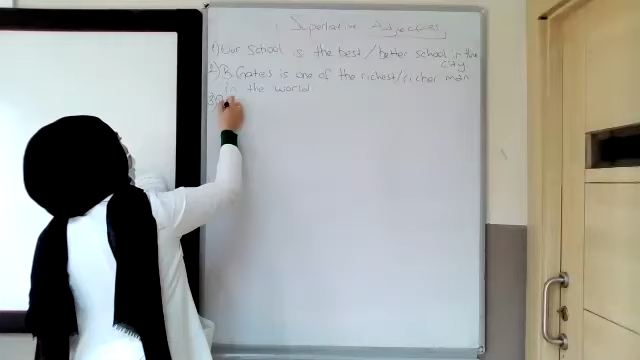 Superlative Adjectives
1) Our School is the best / better school in the
city.
2) B. Gates is one of the richest / richer man
in the world.
3)